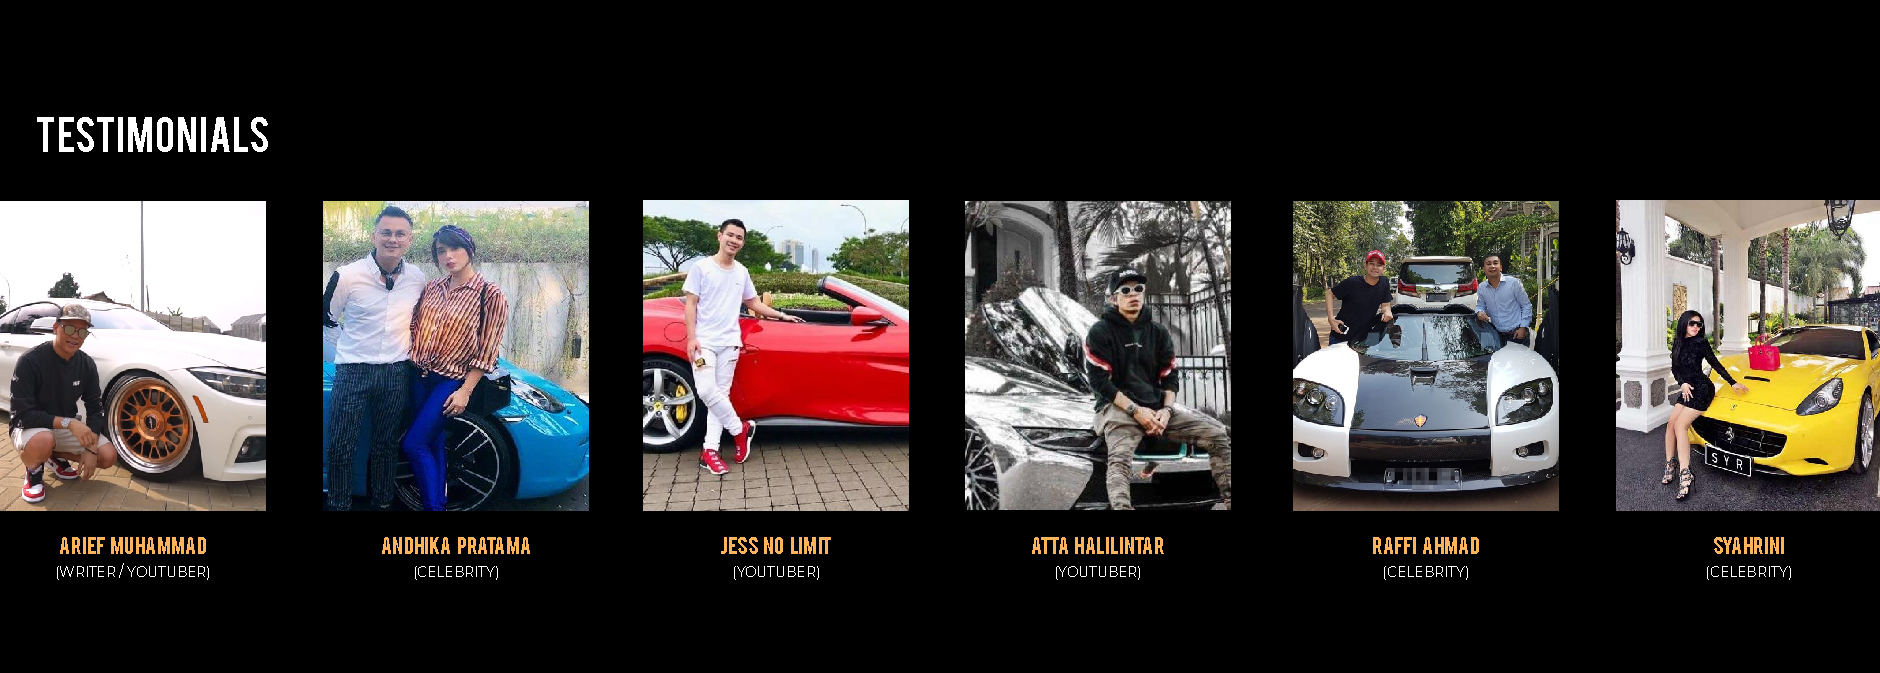 TESTIMONIALS
SYR
ARIEF MUHAMMAD
(WRITER / YOUTUBER)
ANDHIKA PRATAMA
(CELEBRITY)
JESS NO LIMIT
(YOUTUBER)
ATTA HALILINTAR
(YOUTUBER)
RAFFI AHMAD
(CELEBRITY)
SYAHRINI
(CELEBRITY)